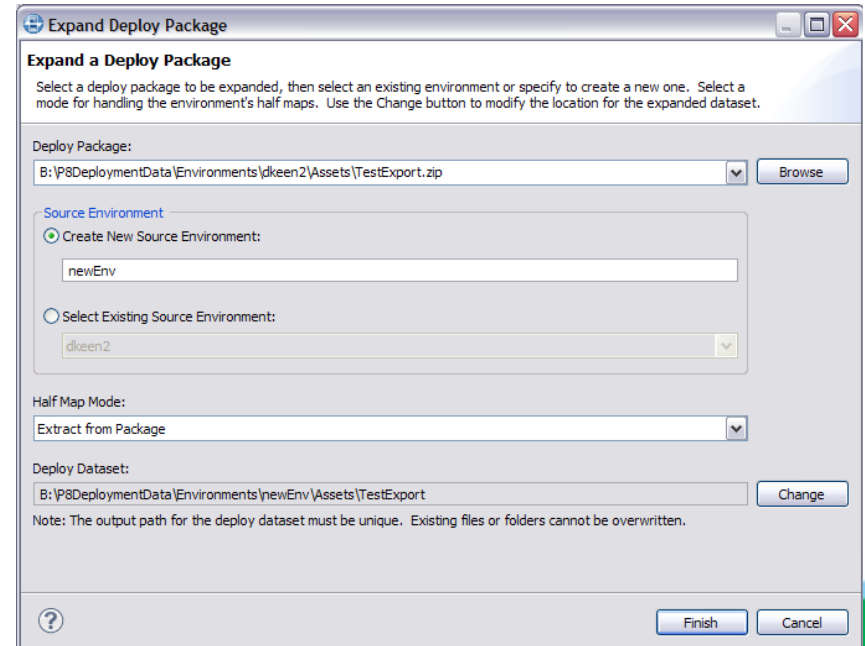 Expand Deploy Package
Expand a Deploy Package
Select a deploy package to be expanded, then select an existing environment or specify to create a new one. Select a
mode for handling the environment's half maps. Use the Change button to modify the location for the expanded dataset.
Deploy Package:
B:\P8DeploymentData\Environments\dkeen2\Assets\TestExport.zip
Browse
Source Environment
Create New Source Environment:
newEnv
Select Existing Source Environment:
dkeen2
Half Map Mode:
Extract from Package
Deploy Dataset:
B:\P8DeploymentData\Environments\newEnv\Assets\TestExport
Change
Note: The output path for the deploy dataset must be unique. Existing files or folders cannot be overwritten.
?
Finish
Cancel